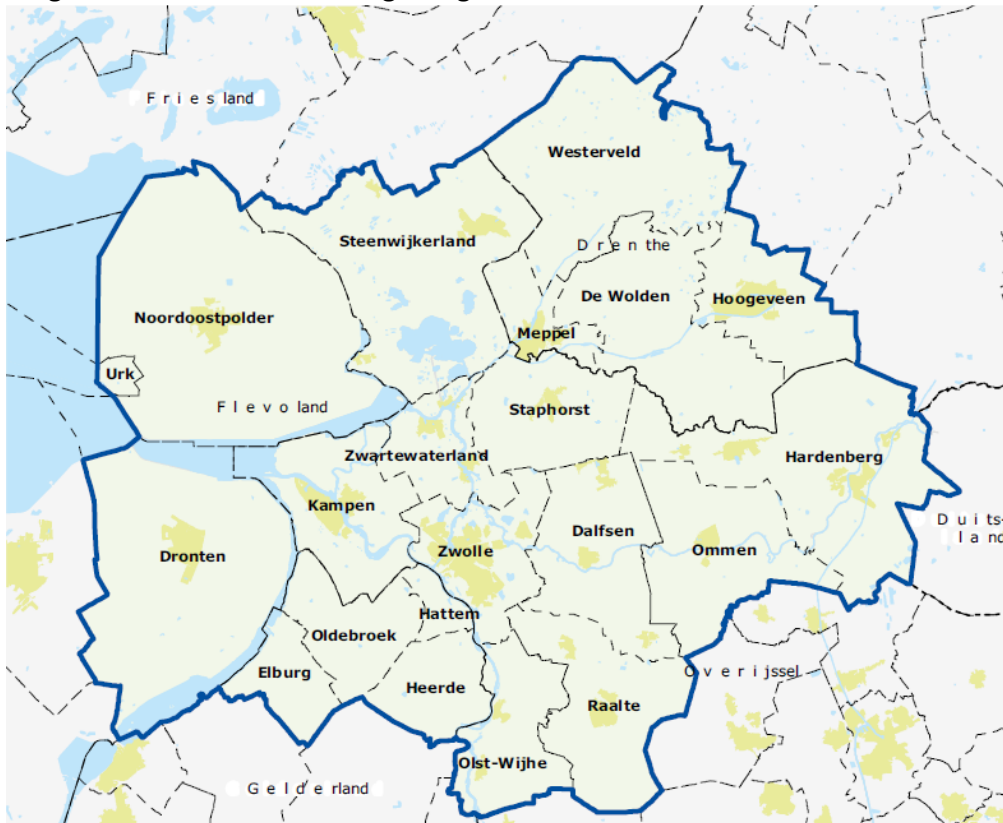 Friesland
Westerveld
Steenwijkerland
Drenthe
De Wolden
Hoogeveen
Noordoostpolder
Meppel
Urk
Flevoland
Staphorst
Zwartewaterland
Hardenberg
Kampen
Duits-
land
Dalfsen
Zwolle
Ommen
Dronten
Hattem
Oldebroek
Elburg
Heerde
Overijssel
Raalte
Olst-Wijhe
Gelderland